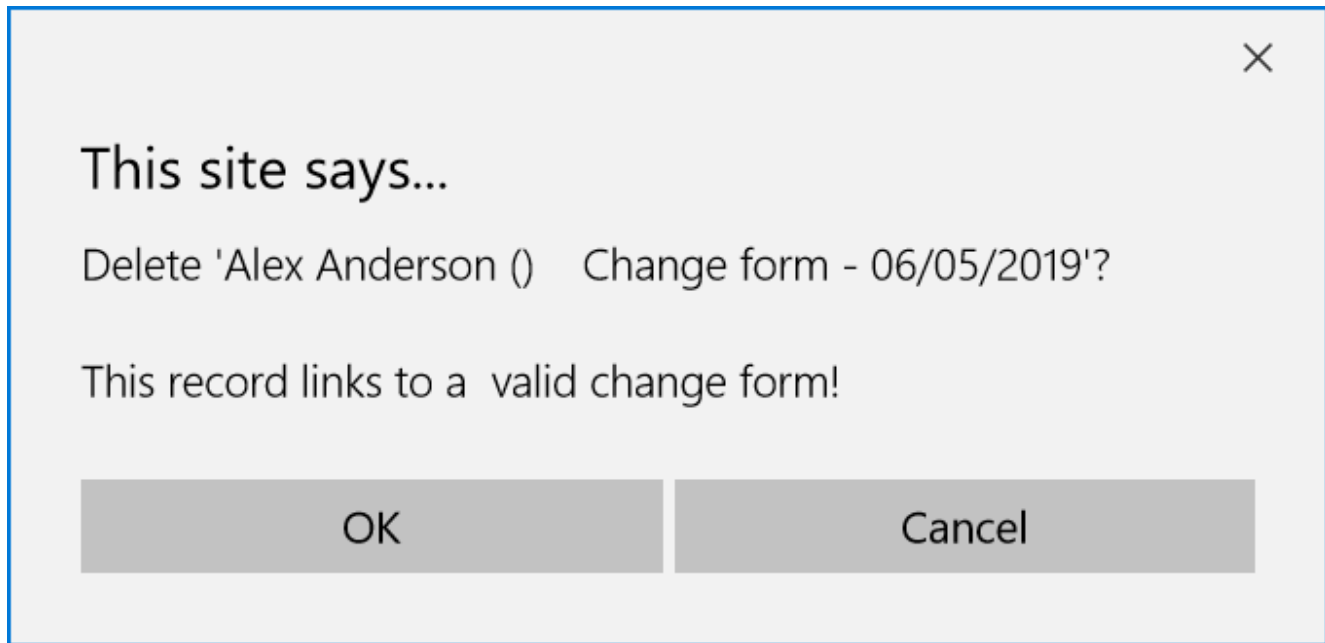 This site says...
Delete 'Alex Anderson ()    Change form - 06/05/2019'?
This record links to a  valid change form!
OK
Cancel